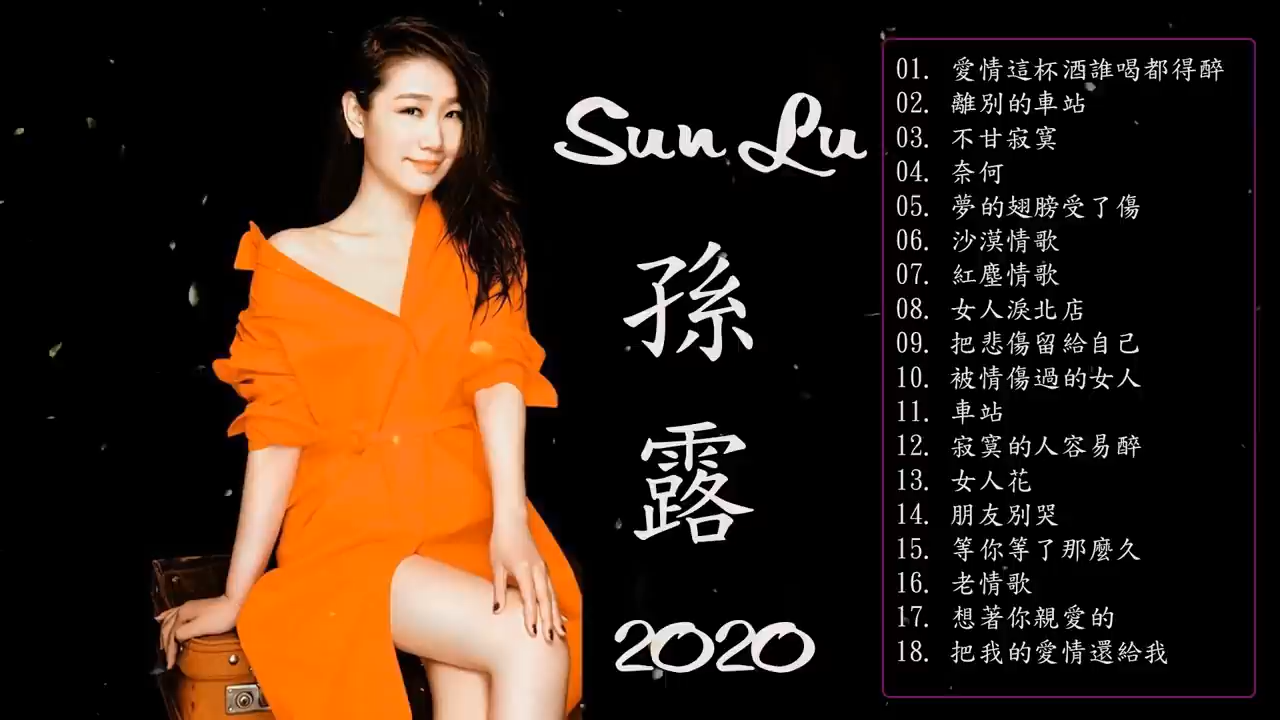 Sun Lu
孫
露
2020
01. 愛情這杯酒誰喝都得醉
02. 離別的車站
03. 不甘寂寞
04. 奈何
05. 夢的翅膀受了傷
06. 沙漠情歌
07. 紅塵情歌
08. 女人淚北店
09. 把悲傷留給自己
10. 被情傷過的女人
11. 車站
12. 寂寞的人容易醉
13. 女人花
14. 朋友別哭
15. 等你等了那麼久
16. 老情歌
17. 想著你親愛的
18. 把我的愛情還給我